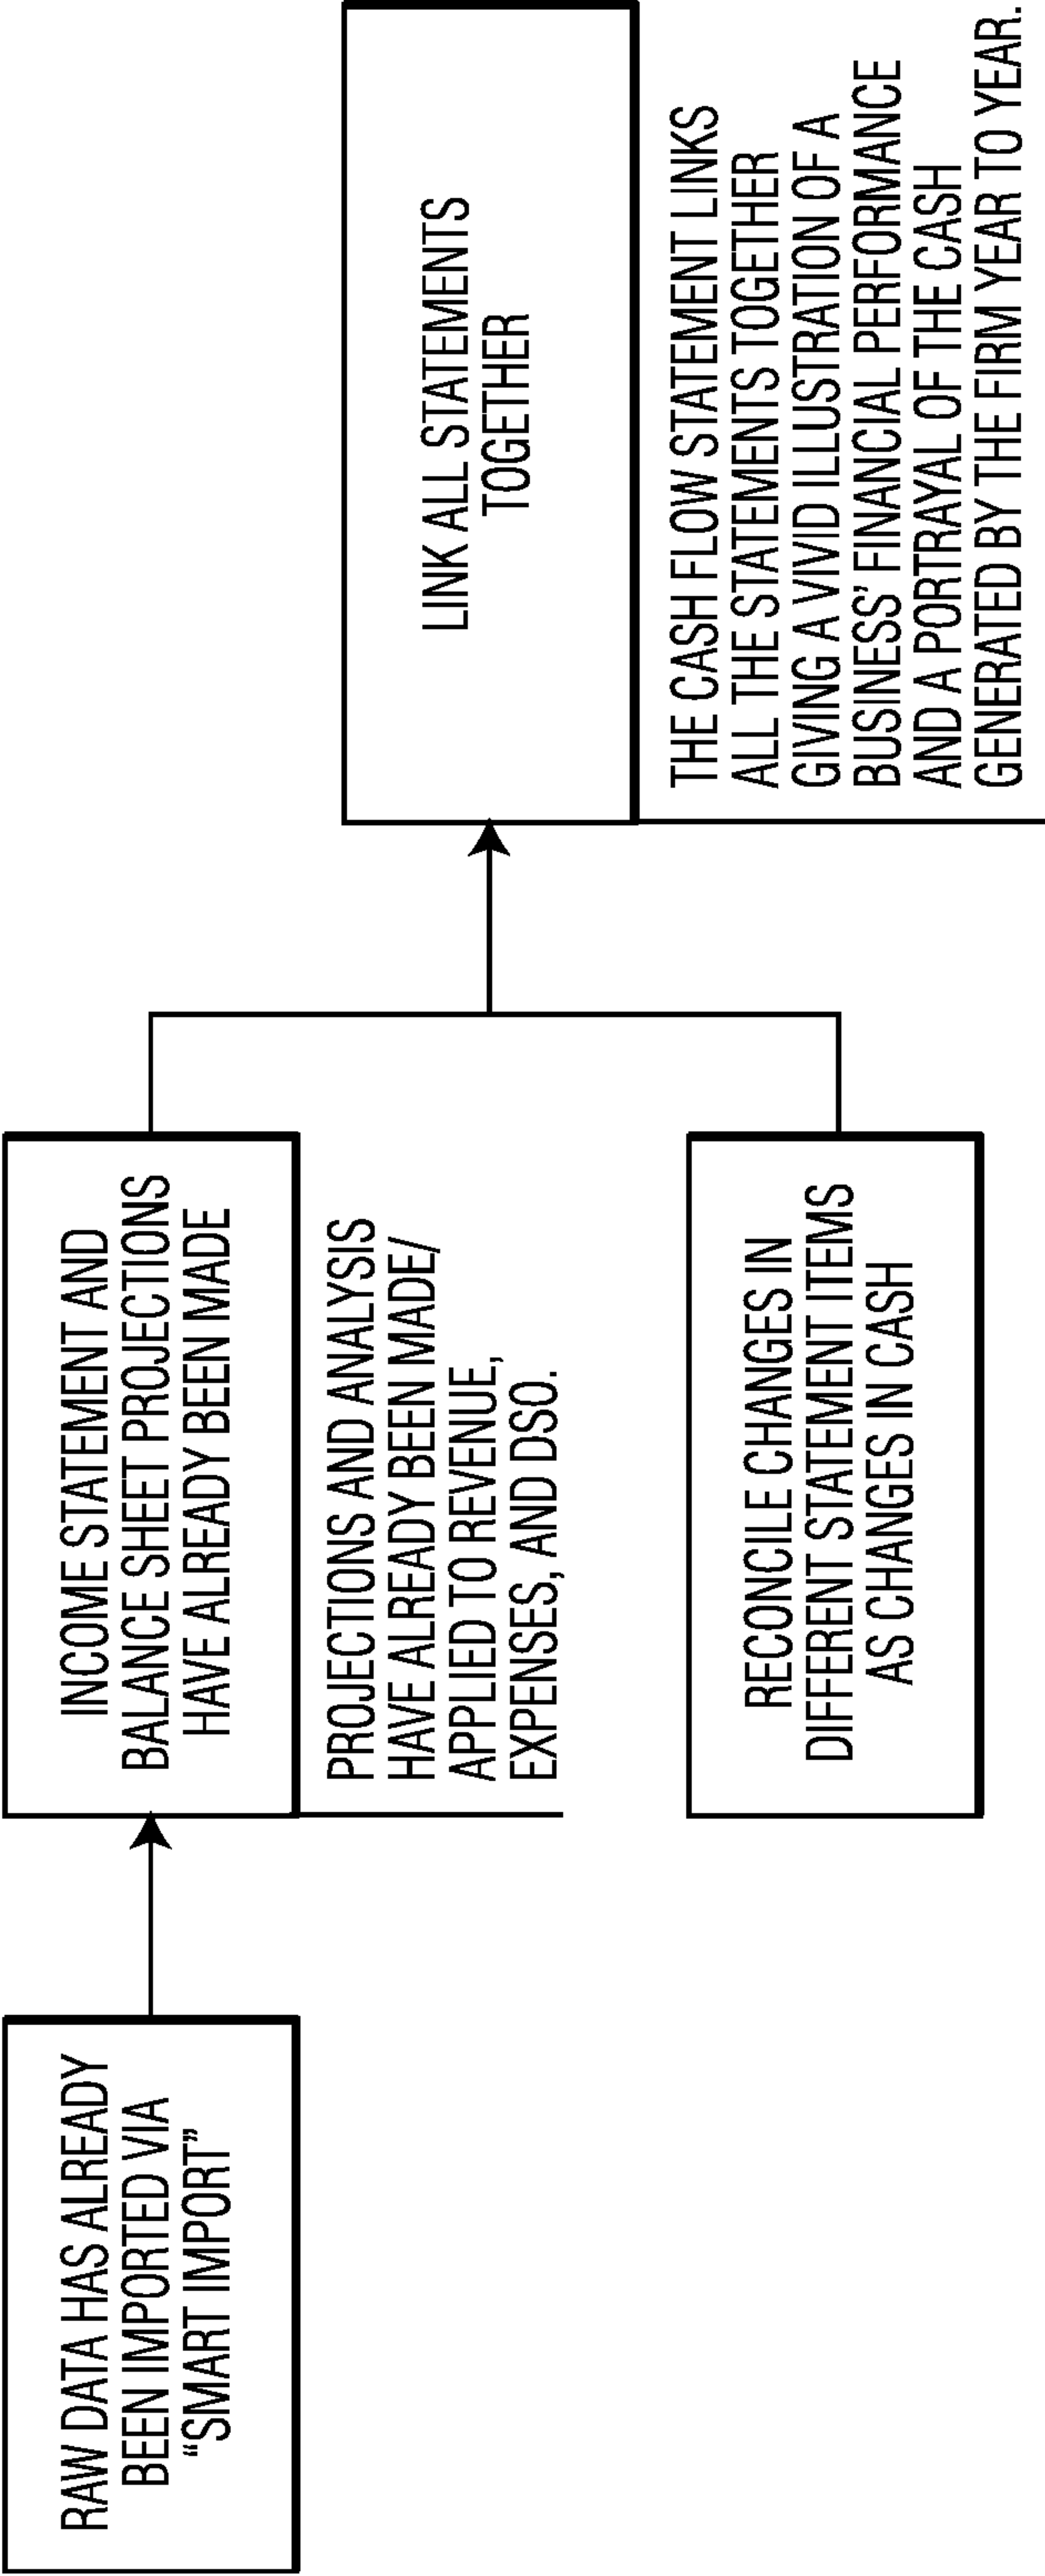 RAW DATA HAS ALREADY
BEEN IMPORTED VIA
“SMART IMPORT”
INCOME STATEMENT AND
BALANCE SHEET PROJECTIONS
HAVE ALREADY BEEN MADE
PROJECTIONS AND ANALYSIS
HAVE ALREADY BEEN MADE/
APPLIED TO REVENUE,
EXPENSES, AND DSO.
RECONCILE CHANGES IN
DIFFERENT STATEMENT ITEMS
AS CHANGES IN CASH
LINK ALL STATEMENTS
TOGETHER
THE CASH FLOW STATEMENT LINKS
ALL THE STATEMENTS TOGETHER
GIVING A VIVID ILLUSTRATION OF A
BUSINESS’ FINANCIAL PERFORMANCE
AND A PORTRAYAL OF THE CASH
GENERATED BY THE FIRM YEAR TO YEAR.